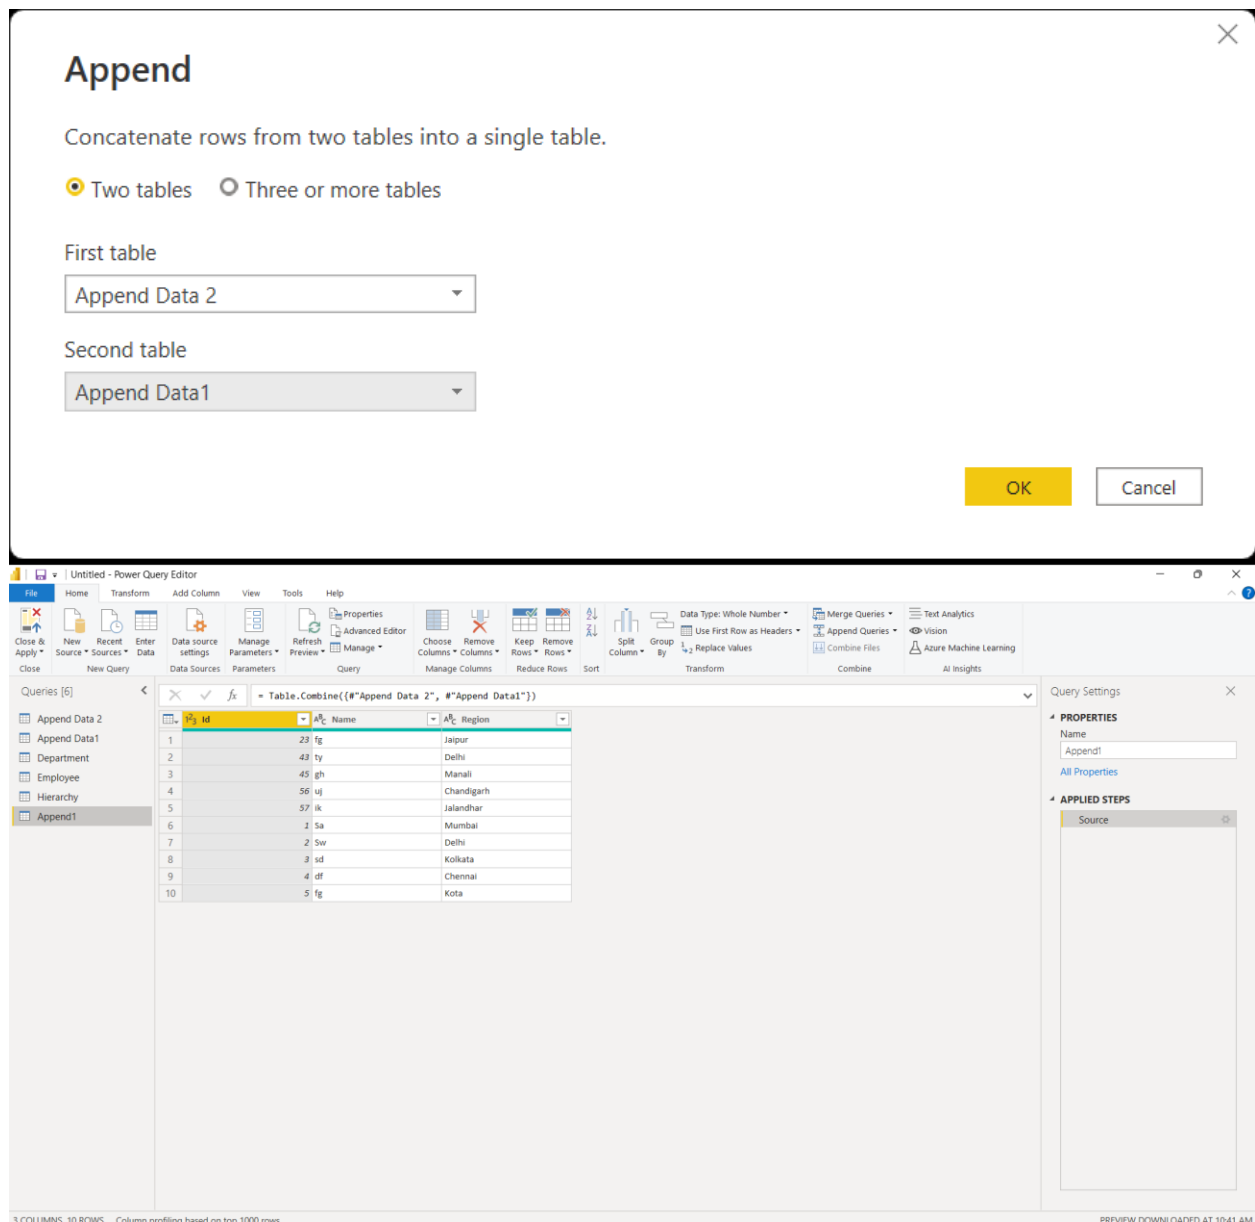 Append
Concatenate rows from two tables into a single table.
Two tables Three or more tables
First table
Append Data 2
Second table
Append Data1
OK Cancel
Untitled - Power Query Editor
File Home Transform Add Column View Tools Help
Close & Apply
New Source
Recent Sources
Enter Data
Data source settings
Manage Parameters
Refresh Preview
Properties
Advanced Editor
Manage
Choose Columns
Remove Columns
Keep Rows
Remove Rows
Split Column
Group By
Data Type: Whole Number
Use First Row as Headers
Replace Values
Merge Queries
Append Queries
Combine Files
Text Analytics
Vision
Azure Machine Learning
Close New Query Data Sources Parameters Query Manage Columns Reduce Rows Sort Transform Combine AI Insights
Queries [6]
Append Data 2
Append Data1
Department
Employee
Hierarchy
Append1
fx = Table.Combine({#"Append Data 2", #"Append Data1"})
123 Id ABC Name ABC Region
1 23 fg Jaipur
2 43 ty Delhi
3 45 gh Manali
4 56 uj Chandigarh
5 57 ik Jalandhar
6 1 Sa Mumbai
7 2 Sw Delhi
8 3 sd Kolkata
9 4 df Chennai
10 5 fg Kota
Query Settings
PROPERTIES
Name
Append1
All Properties
APPLIED STEPS
Source
3 COLUMNS, 10 ROWS Column profiling based on top 1000 rows
PREVIEW DOWNLOADED AT 10:41 AM